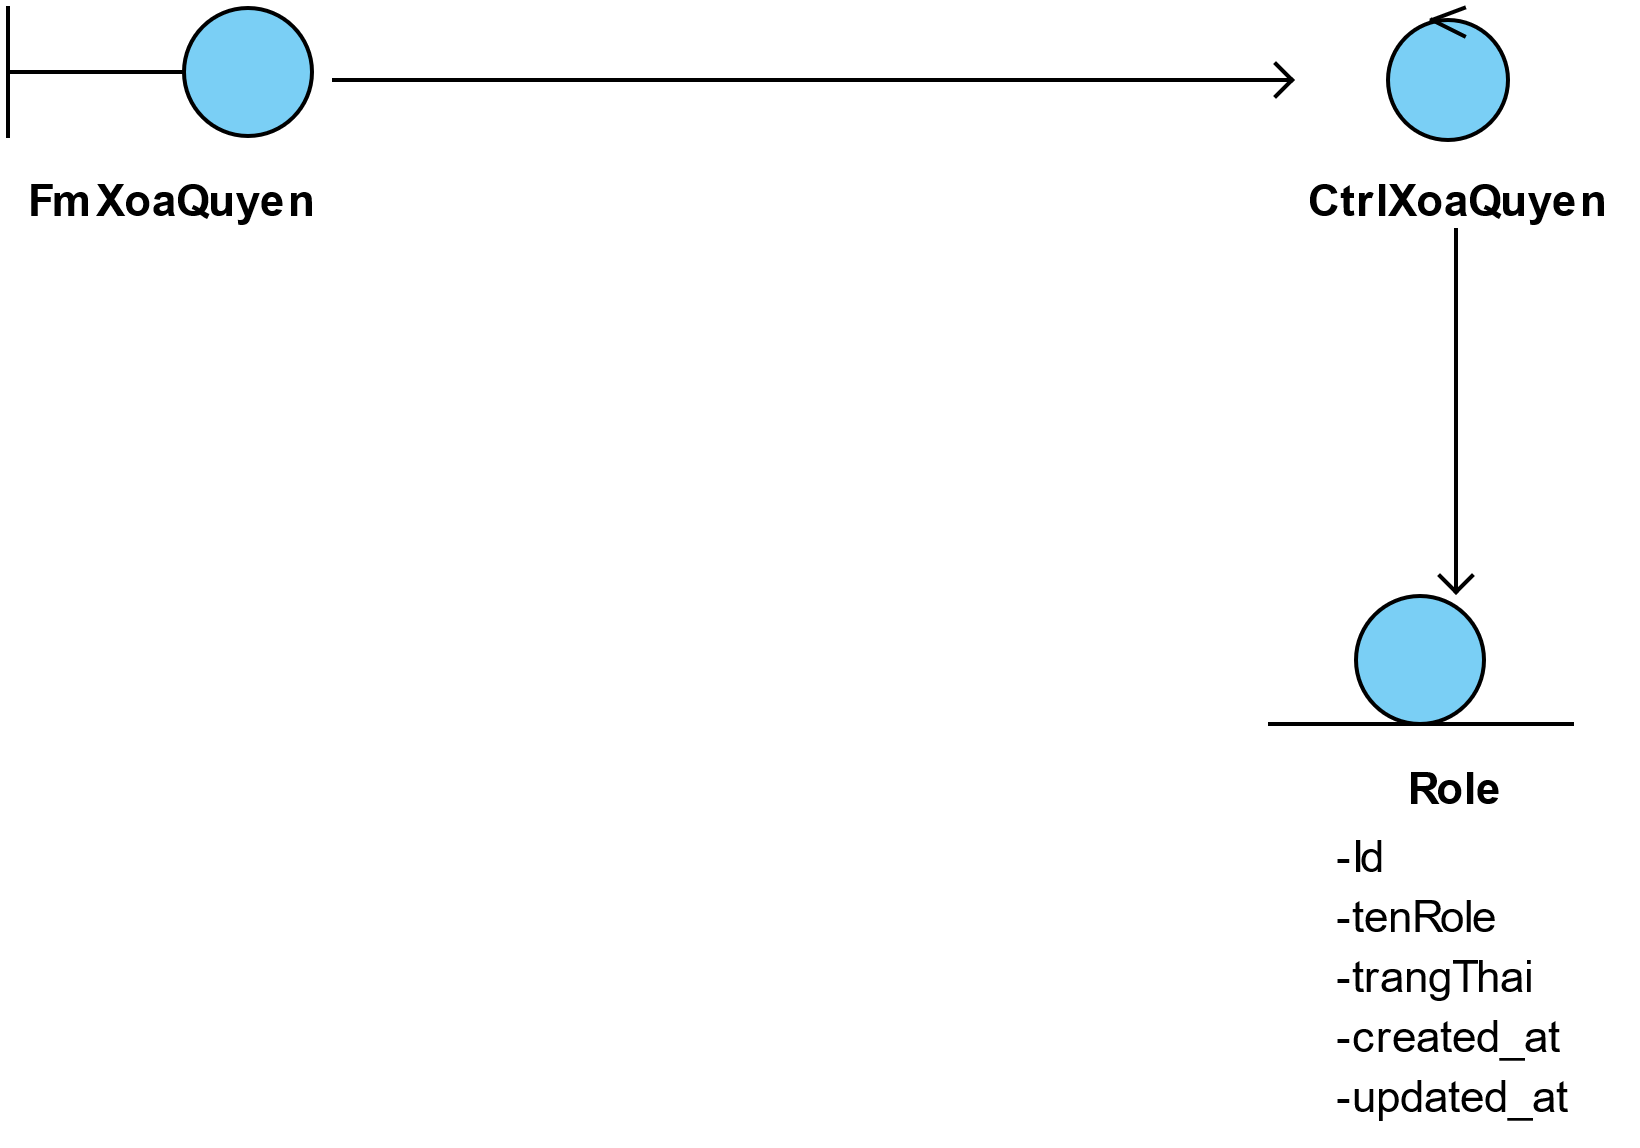 FmXoaQuyen
CtrlXoaQuyen
Role
-Id
-tenRole
-trangThai
-created_at
-updated_at